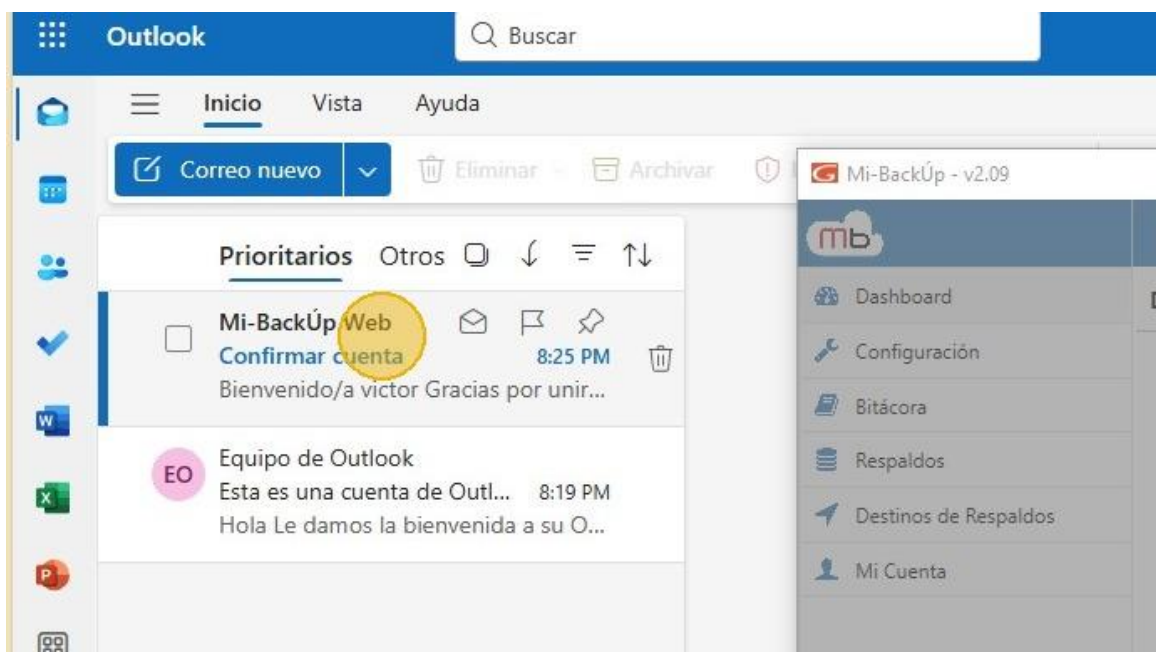 Outlook
Buscar
Inicio Vista Ayuda
Correo nuevo Eliminar Archivar
Mi-BackÚp - v2.09
mb
Prioritarios Otros
Mi-BackÚp Web
Confirmar cuenta 8:25 PM
Bienvenido/a victor Gracias por unir...
EO
Equipo de Outlook
Esta es una cuenta de Outl... 8:19 PM
Hola Le damos la bienvenida a su O...
Dashboard
Configuración
Bitácora
Respaldos
Destinos de Respaldos
Mi Cuenta